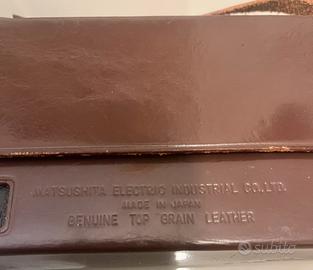 MATSUSHITA ELECTRIC INDUSTRIAL CO.,LTD.
MADE IN JAPAN
GENUINE TOP GRAIN LEATHER
subito